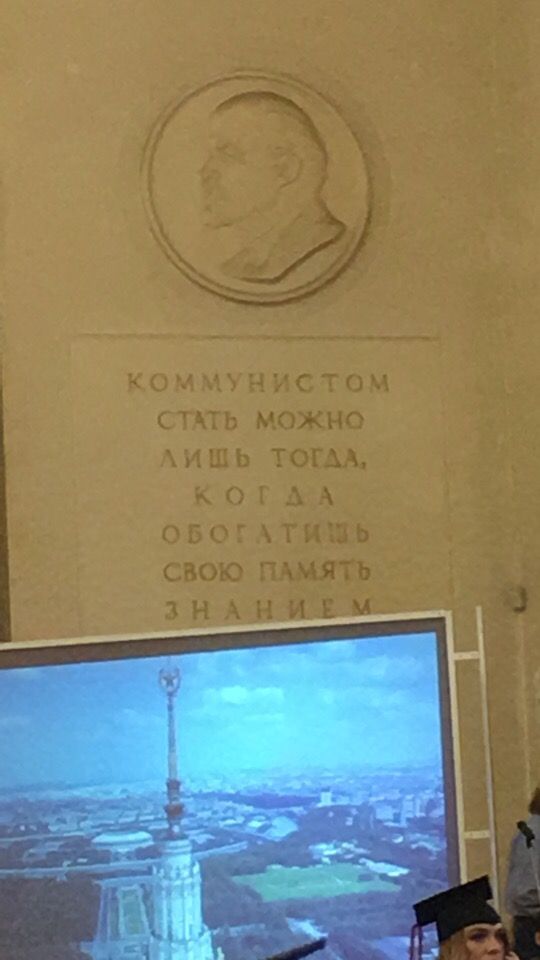 КОММУНИСТОМ
СТАТЬ МОЖНО
ЛИШЬ ТОГДА,
КОГДА
ОБОГАТИШЬ
СВОЮ ПАМЯТЬ
ЗНАНИЕМ